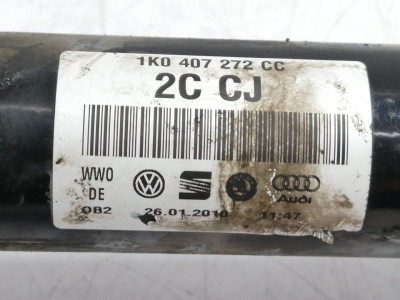 1K0 407 272 CC
2C CJ
WWO
DE
OB2 26.01.2010 11:47
Audi